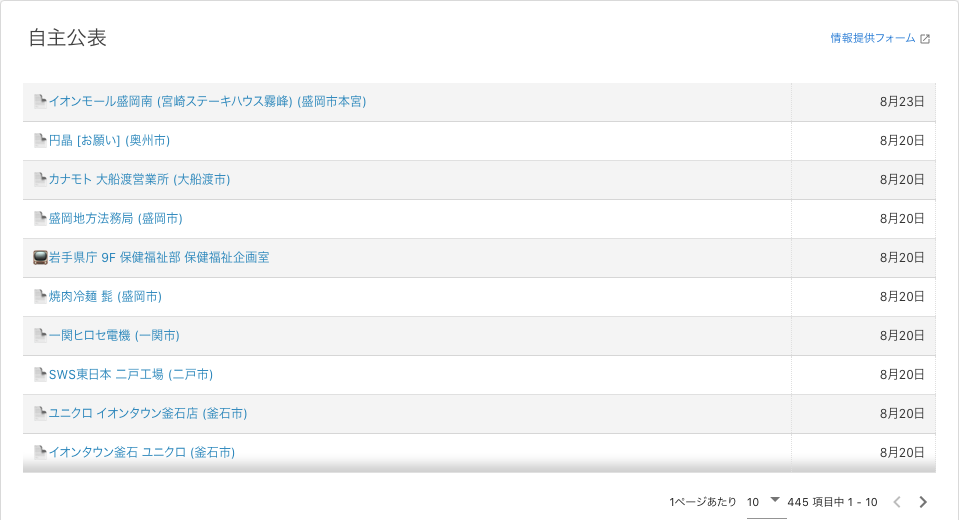 自主公表
情報提供フォーム
イオンモール盛岡南 (宮崎ステーキハウス霧峰) (盛岡市本宮) 8月23日
円晶 [お願い] (奥州市) 8月20日
カナモト 大船渡営業所 (大船渡市) 8月20日
盛岡地方法務局 (盛岡市) 8月20日
岩手県庁 9F 保健福祉部 保健福祉企画室 8月20日
焼肉冷麺 髭 (盛岡市) 8月20日
一関ヒロセ電機 (一関市) 8月20日
SWS東日本 二戸工場 (二戸市) 8月20日
ユニクロ イオンタウン釜石店 (釜石市) 8月20日
イオンタウン釜石 ユニクロ (釜石市) 8月20日
1ページあたり 10 445 項目中 1 - 10